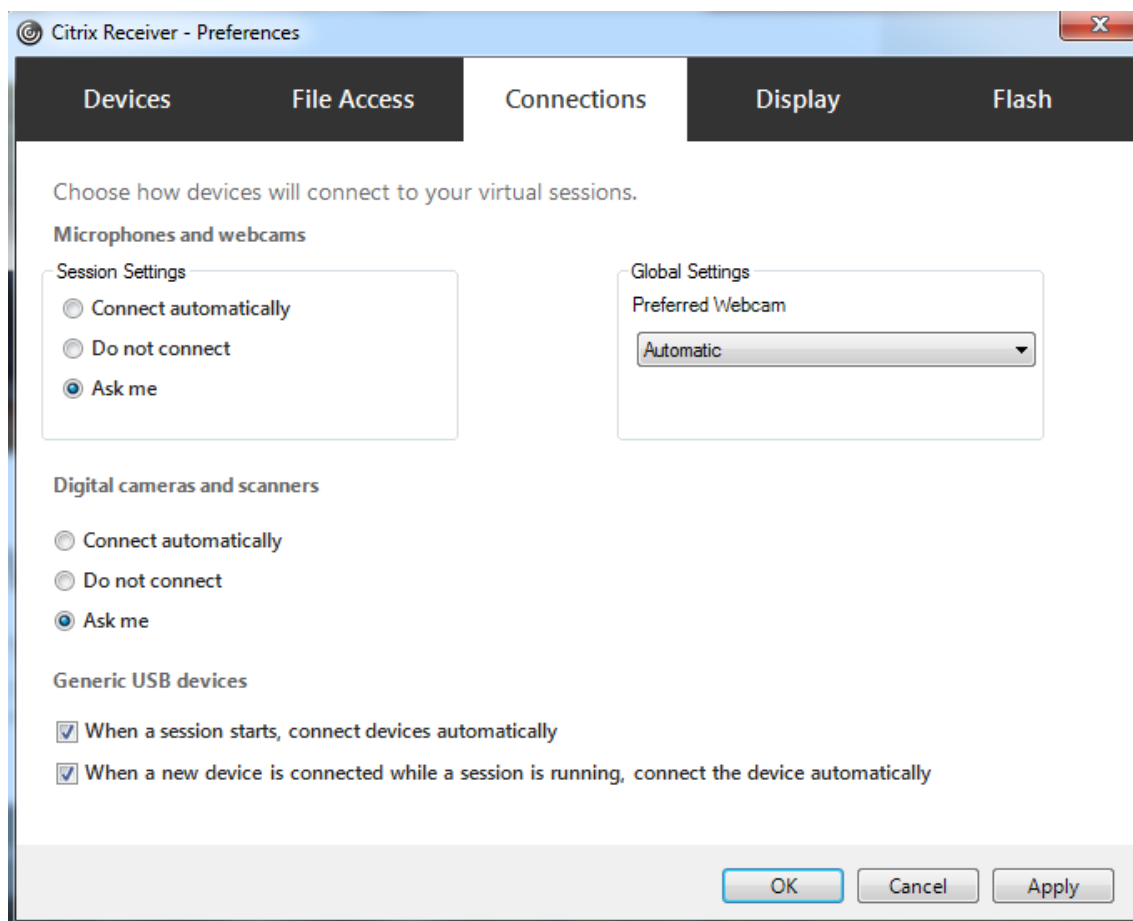 Citrix Receiver - Preferences
Devices File Access Connections Display Flash
Choose how devices will connect to your virtual sessions.
Microphones and webcams
Session Settings
Connect automatically
Do not connect
Ask me
Global Settings
Preferred Webcam
Automatic
Digital cameras and scanners
Connect automatically
Do not connect
Ask me
Generic USB devices
When a session starts, connect devices automatically
When a new device is connected while a session is running, connect the device automatically
OK Cancel Apply